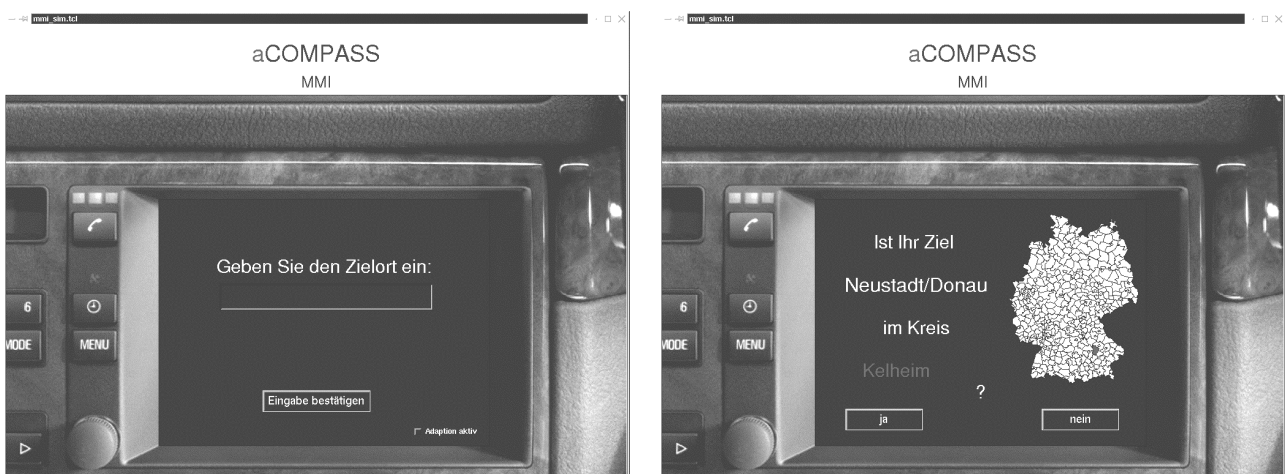 mmi_sim.tcl
aCOMPASS
MMI
6
MODE
MENU
Geben Sie den Zielort ein:
Eingabe bestätigen
Adaption aktiv
mmi_sim.tcl
aCOMPASS
MMI
6
MODE
MENU
Ist Ihr Ziel
Neustadt/Donau
im Kreis
Kelheim
?
ja
nein